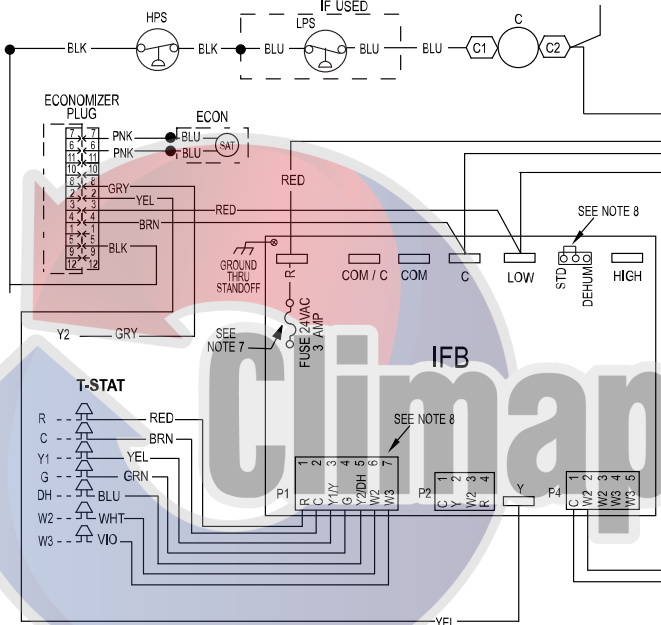 IF USED
HPS
LPS
C
BLK
BLK
BLU
BLU
BLU
C1
C2
ECONOMIZER
PLUG
ECON
7 7
6 6
11 11
10 10
8 8
2 2
3 3
4 4
1 1
5 5
9 9
12 12
PNK
BLU
PNK
BLU
SAT
GRY
YEL
RED
BRN
BLK
RED
SEE NOTE 8
GROUND
THRU
STANDOFF
R
COM / C
COM
C
LOW
STD
DEHUM
HIGH
Y2
GRY
SEE
NOTE 7
FUSE 24VAC
3 AMP
IFB
Climap
T-STAT
SEE NOTE 8
R
RED
C
BRN
Y1
YEL
G
GRN
DH
BLU
W2
WHT
W3
VIO
P1
1 2 3 4 5 6 7
R C Y1/Y G Y2/DH W2 W3
P2
1 2 3 4
C Y W2 R
Y
P4
1 2 3 4 5
C W2 W2 W3 W3
YEL